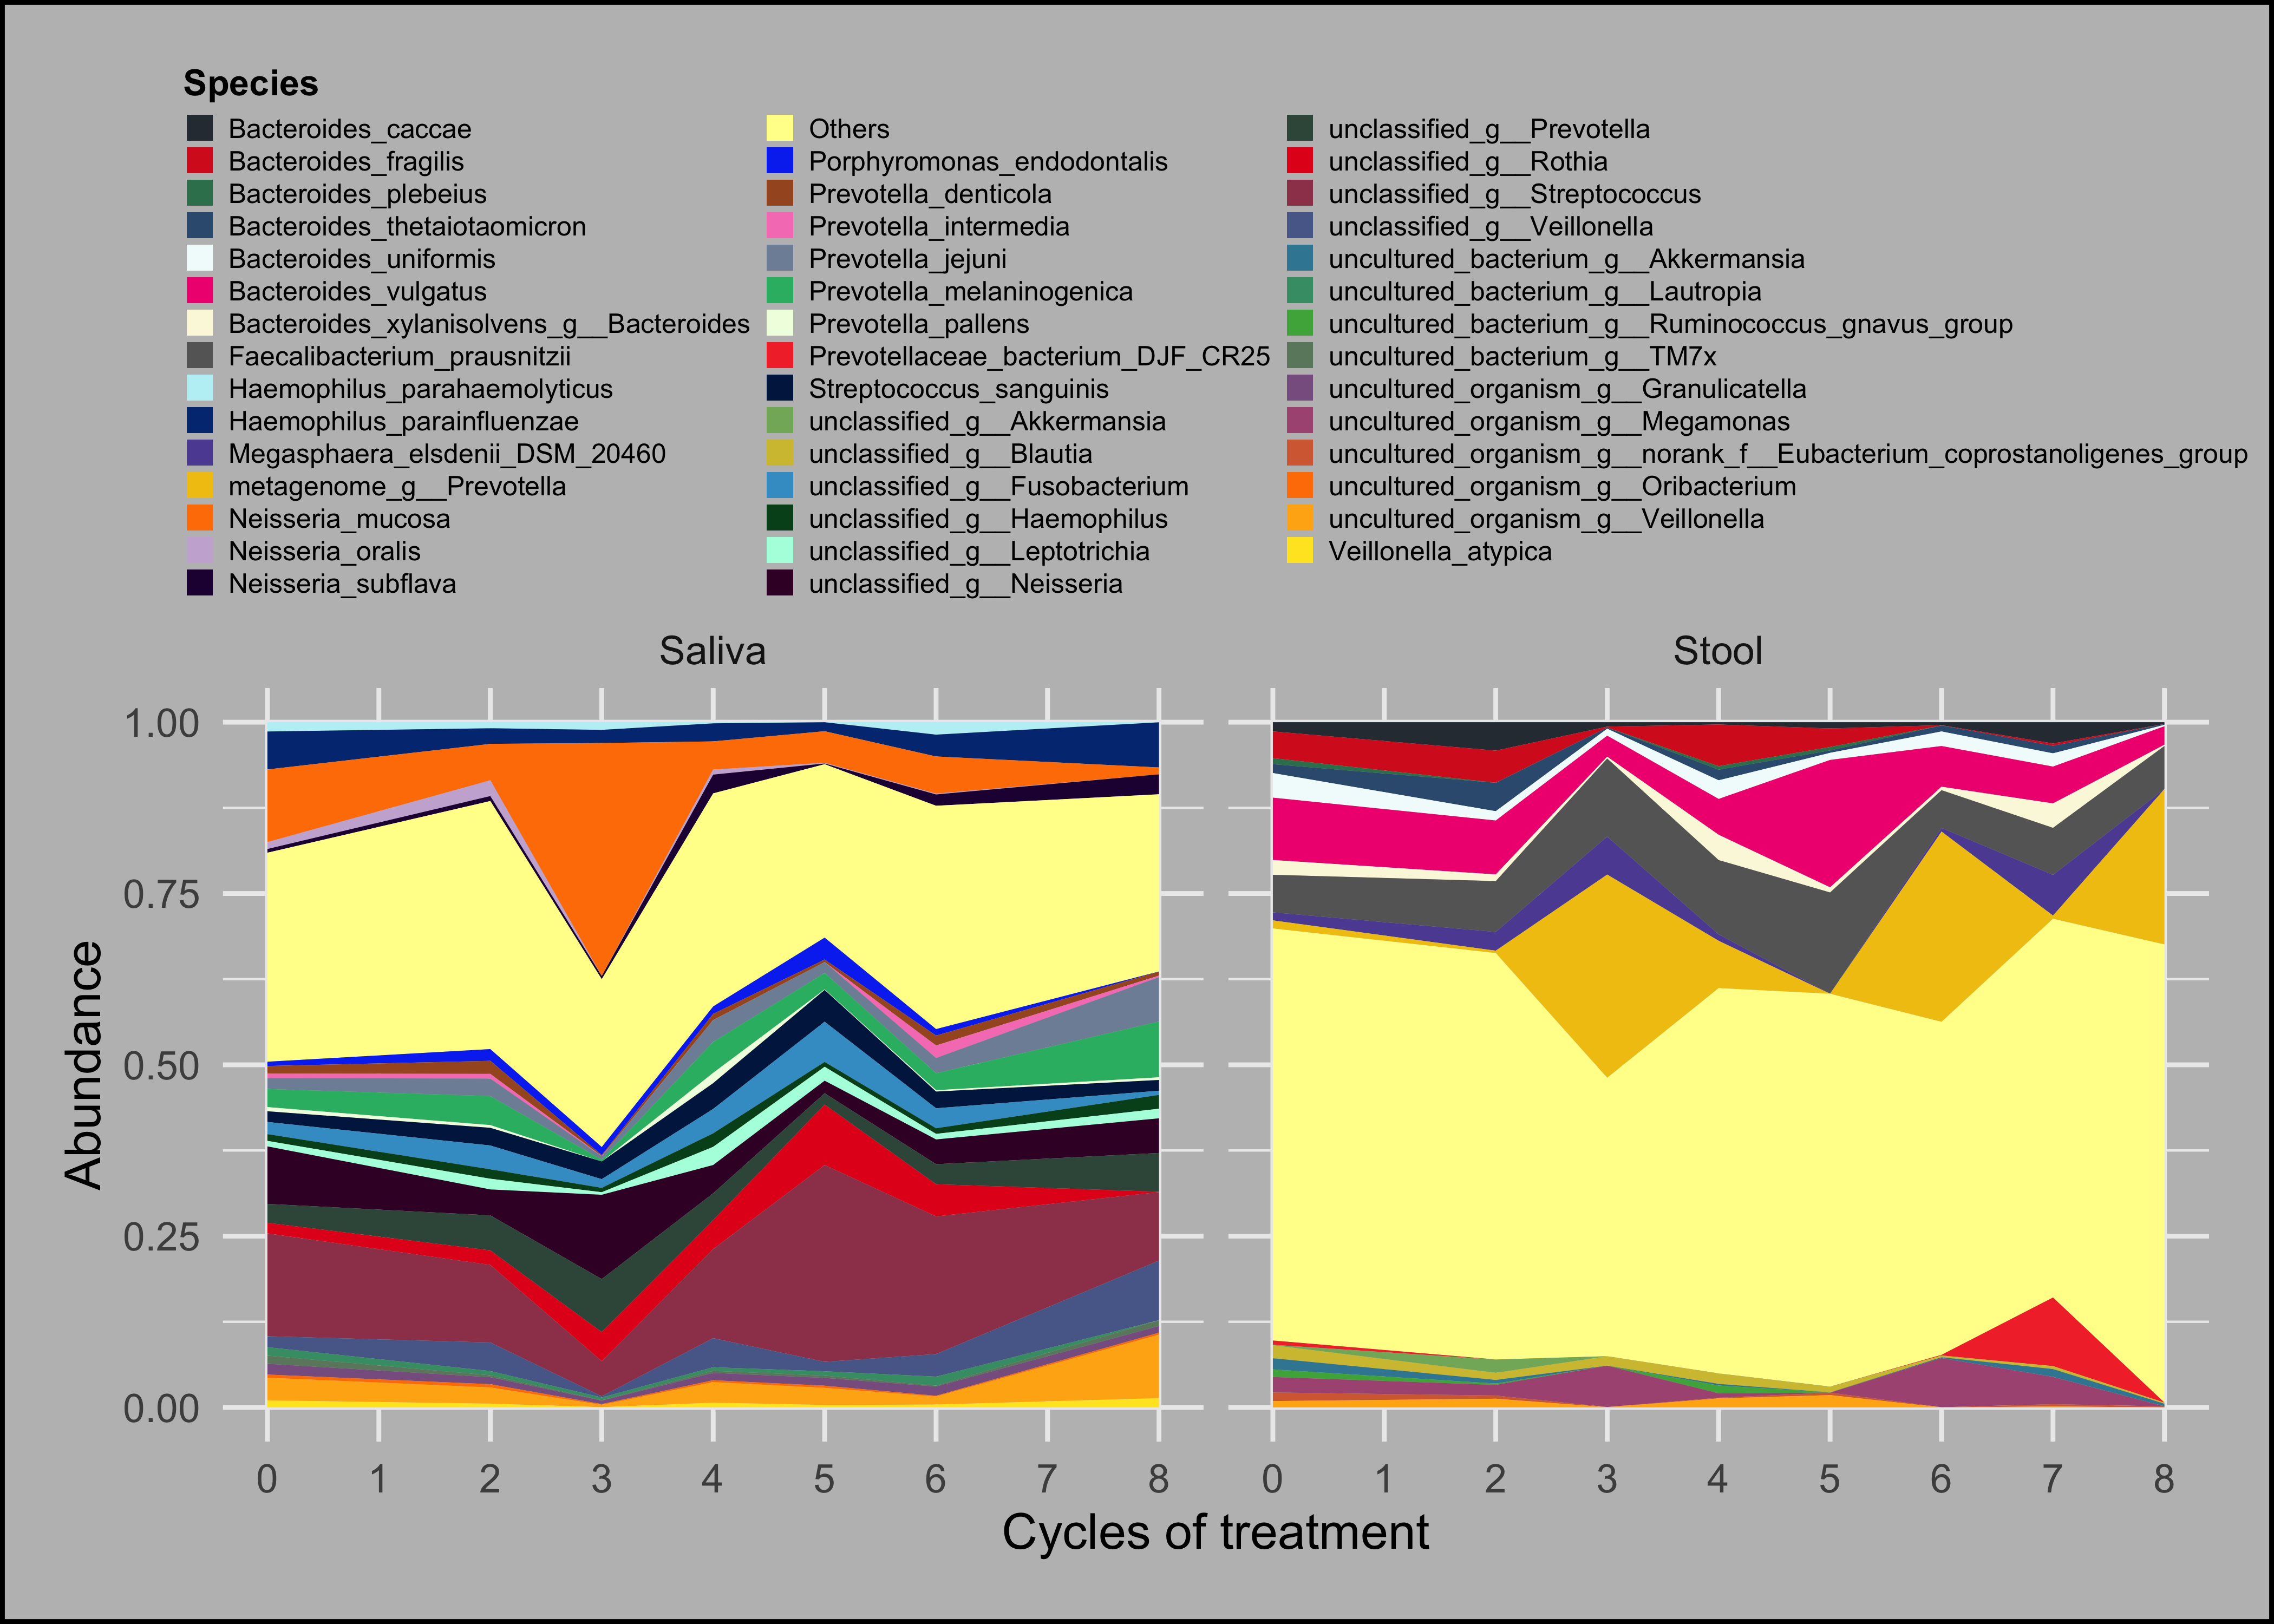 Species
Bacteroides_caccae
Bacteroides_fragilis
Bacteroides_plebeius
Bacteroides_thetaiotaomicron
Bacteroides_uniformis
Bacteroides_vulgatus
Bacteroides_xylanisolvens_g__Bacteroides
Faecalibacterium_prausnitzii
Haemophilus_parahaemolyticus
Haemophilus_parainfluenzae
Megasphaera_elsdenii_DSM_20460
metagenome_g__Prevotella
Neisseria_mucosa
Neisseria_oralis
Neisseria_subflava
Others
Porphyromonas_endodontalis
Prevotella_denticola
Prevotella_intermedia
Prevotella_jejuni
Prevotella_melaninogenica
Prevotella_pallens
Prevotellaceae_bacterium_DJF_CR25
Streptococcus_sanguinis
unclassified_g__Akkermansia
unclassified_g__Blautia
unclassified_g__Fusobacterium
unclassified_g__Haemophilus
unclassified_g__Leptotrichia
unclassified_g__Neisseria
unclassified_g__Prevotella
unclassified_g__Rothia
unclassified_g__Streptococcus
unclassified_g__Veillonella
uncultured_bacterium_g__Akkermansia
uncultured_bacterium_g__Lautropia
uncultured_bacterium_g__Ruminococcus_gnavus_group
uncultured_bacterium_g__TM7x
uncultured_organism_g__Granulicatella
uncultured_organism_g__Megamonas
uncultured_organism_g__norank_f__Eubacterium_coprostanoligenes_group
uncultured_organism_g__Oribacterium
uncultured_organism_g__Veillonella
Veillonella_atypica
Saliva
Stool
Abundance
1.00
0.75
0.50
0.25
0.00
0 1 2 3 4 5 6 7 8
0 1 2 3 4 5 6 7 8
Cycles of treatment